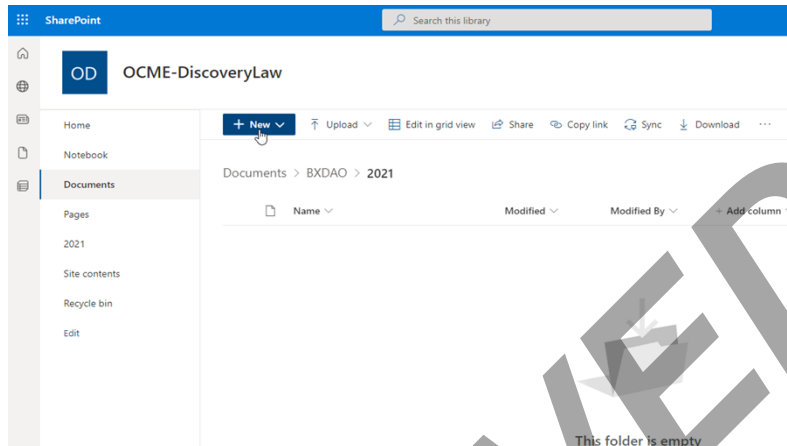 SharePoint
Search this library
OD
OCME-DiscoveryLaw
Home
Notebook
Documents
Pages
2021
Site contents
Recycle bin
Edit
+ New
Upload
Edit in grid view
Share
Copy link
Sync
Download
...
Documents > BXDAO > 2021
Name
Modified
Modified By
+ Add column
This folder is empty
VED